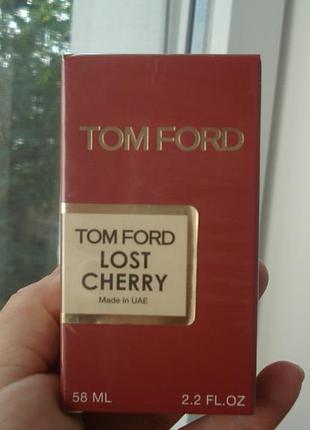 TOM FORD
TOM FORD
LOST
CHERRY
Made in UAE
58 ML 2.2 FL.OZ